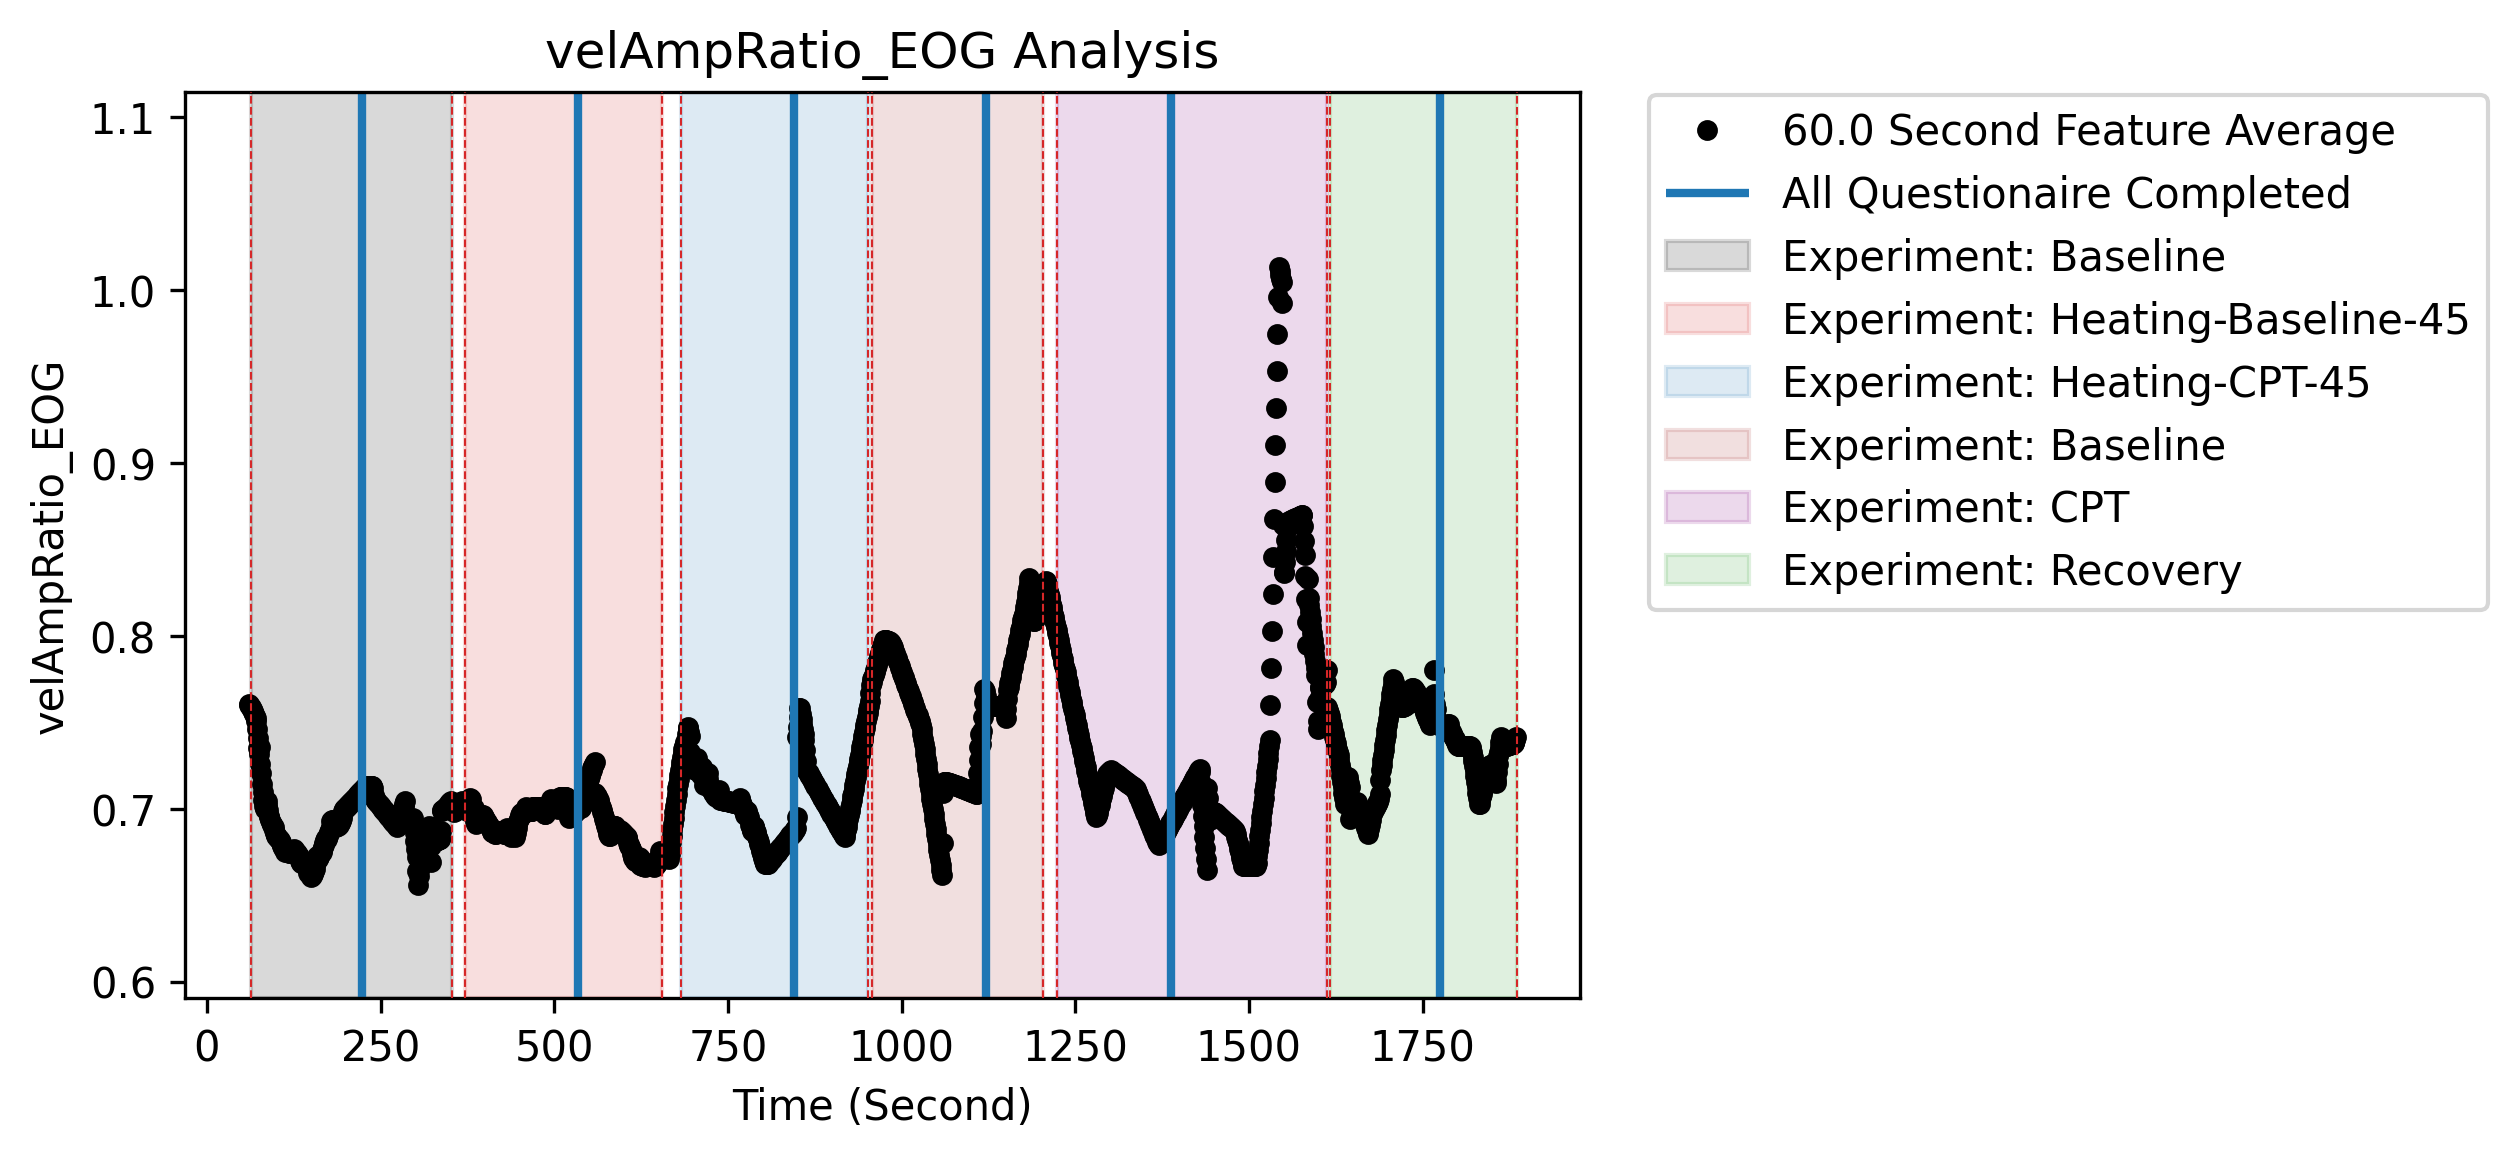 velAmpRatio_EOG Analysis
velAmpRatio_EOG
1.1
1.0
0.9
0.8
0.7
0.6
0 250 500 750 1000 1250 1500 1750
Time (Second)
60.0 Second Feature Average
All Questionaire Completed
Experiment: Baseline
Experiment: Heating-Baseline-45
Experiment: Heating-CPT-45
Experiment: Baseline
Experiment: CPT
Experiment: Recovery